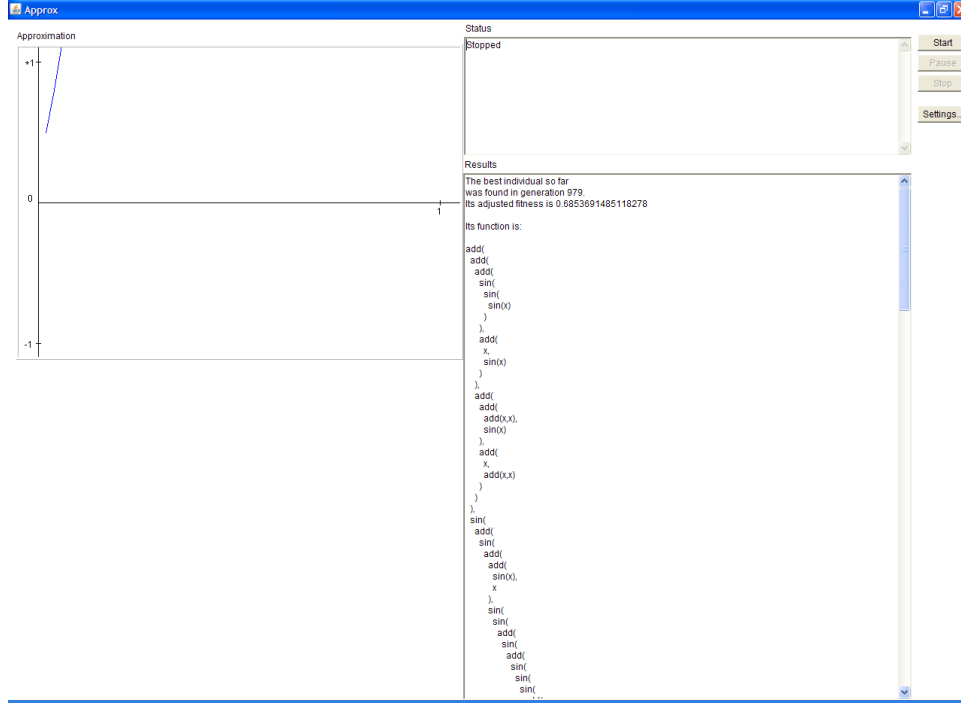 Approx
Approximation
+1
0
1
-1
Status
Stopped
Start
Pause
Stop
Settings..
Results
The best individual so far
was found in generation 979.
Its adjusted fitness is 0.6853691485118278
Its function is:
add(
add(
add(
sin(
sin(
sin(x)
)
),
add(
x,
sin(x)
)
),
add(
add(
add(x,x),
sin(x)
),
add(
x,
add(x,x)
)
)
),
sin(
add(
sin(
add(
add(
sin(x),
x
),
sin(
sin(
add(
sin(
add(
sin(
sin(
sin(